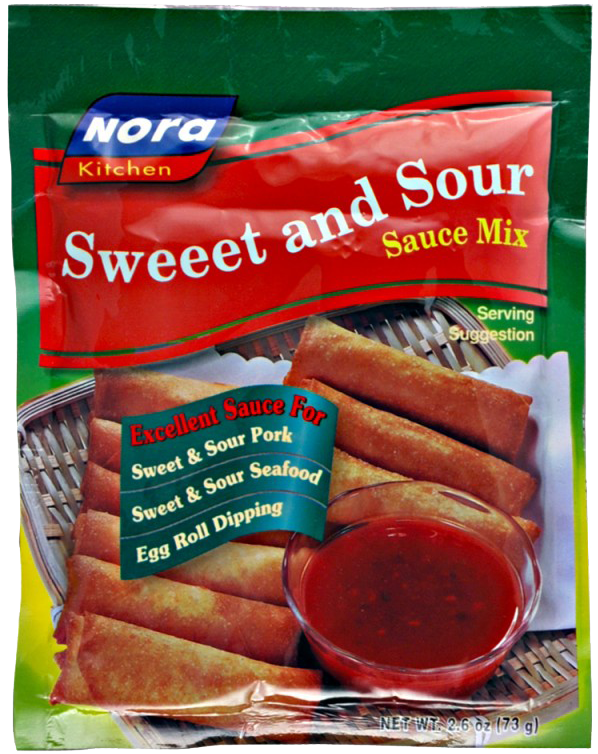 Nora
Kitchen
Sweeet and Sour
Sauce Mix
Serving
Suggestion
Excellent Sauce For
Sweet & Sour Pork
Sweet & Sour Seafood
Egg Roll Dipping
NET WT. 2.6 oz (73 g)